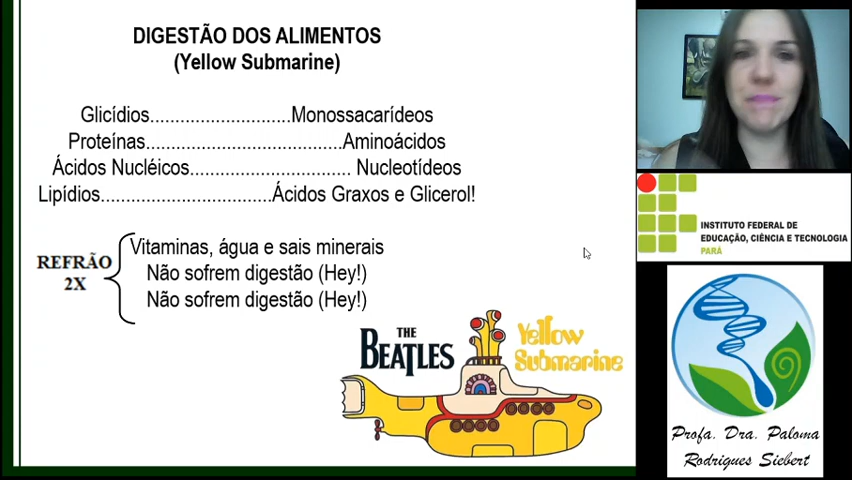 DIGESTÃO DOS ALIMENTOS
(Yellow Submarine)
Glicídios............................Monossacarídeos
Proteínas.......................................Aminoácidos
Ácidos Nucléicos................................ Nucleotídeos
Lipídios..................................Ácidos Graxos e Glicerol!
REFRÃO
2X
Vitaminas, água e sais minerais
Não sofrem digestão (Hey!)
Não sofrem digestão (Hey!)
THE
BEATLES
Yellow
Submarine
INSTITUTO FEDERAL DE
EDUCAÇÃO, CIÊNCIA E TECNOLOGIA
PARÁ
Profa. Dra. Paloma
Rodrigues Siebert